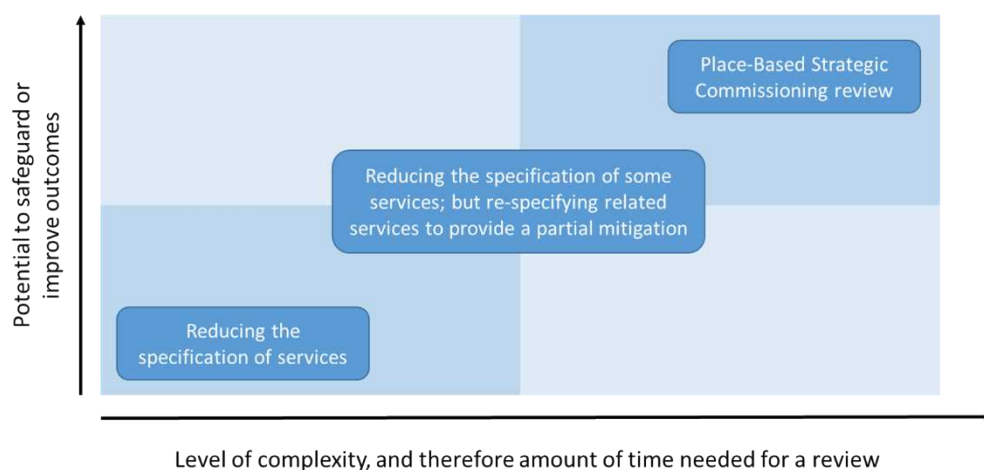 Potential to safeguard or
improve outcomes
Place-Based Strategic
Commissioning review
Reducing the specification of some
services; but re-specifying related
services to provide a partial mitigation
Reducing the
specification of services
Level of complexity, and therefore amount of time needed for a review